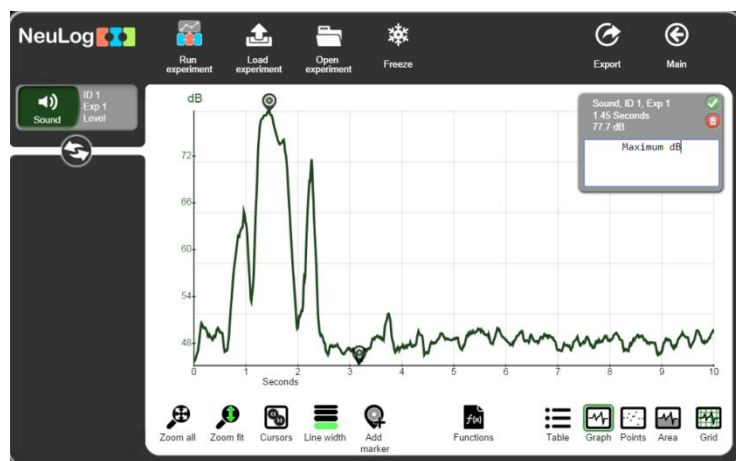 NeuLog
Run experiment
Load experiment
Open experiment
Freeze
Export
Main
Sound
ID 1
Exp 1
Level
dB
Sound, ID 1, Exp 1
1.45 Seconds
77.7 dB
Maximum dB
72
66
60
54
48
0 1 2 3 4 5 6 7 8 9 10
Seconds
Zoom all
Zoom fit
Cursors
Line width
Add marker
f(x)
Functions
Table
Graph
Points
Area
Grid